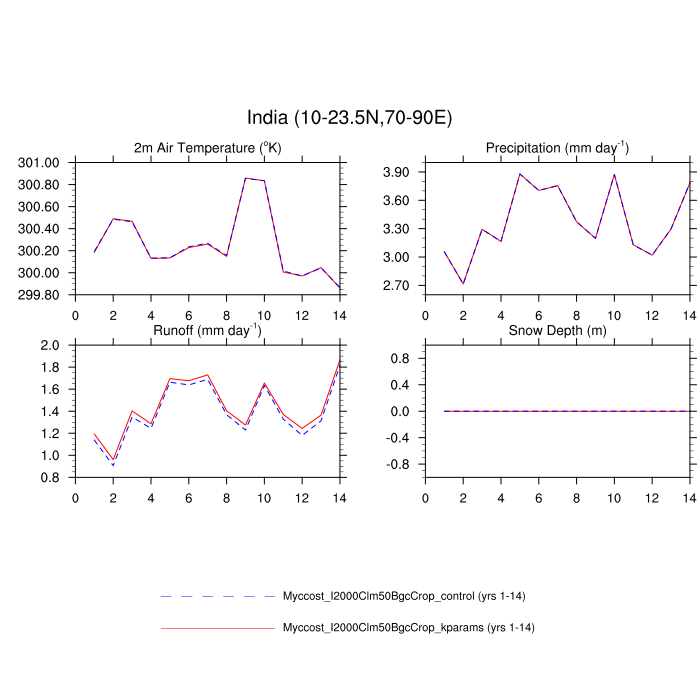 India (10-23.5N,70-90E)
2m Air Temperature (°K)
301.00
300.80
300.60
300.40
300.20
300.00
299.80
0 2 4 6 8 10 12 14
Precipitation (mm day⁻¹)
3.90
3.60
3.30
3.00
2.70
0 2 4 6 8 10 12 14
Runoff (mm day⁻¹)
2.0
1.8
1.6
1.4
1.2
1.0
0.8
0 2 4 6 8 10 12 14
Snow Depth (m)
0.8
0.4
0.0
-0.4
-0.8
0 2 4 6 8 10 12 14
Myccost_I2000Clm50BgcCrop_control (yrs 1-14)
Myccost_I2000Clm50BgcCrop_kparams (yrs 1-14)